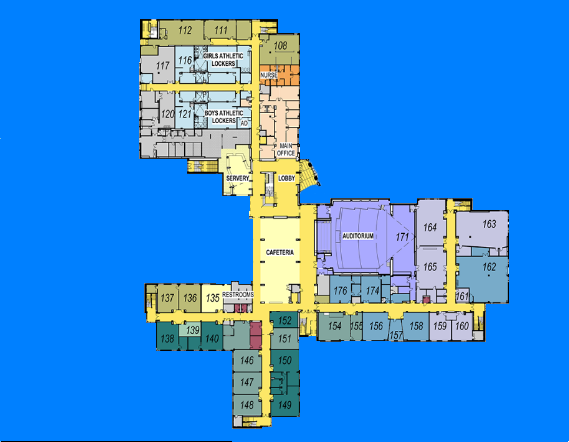 112
111
108
GIRLS ATHLETIC
LOCKERS
116
117
NURSE
BOYS ATHLETIC
LOCKERS
120
121
AD
MAIN
OFFICE
SERVERY
LOBBY
CAFETERIA
AUDITORIUM
171
164
163
165
162
161
176
174
137
136
135
RESTROOMS
138
139
140
152
151
154
155
156
157
158
159
160
146
150
147
148
149